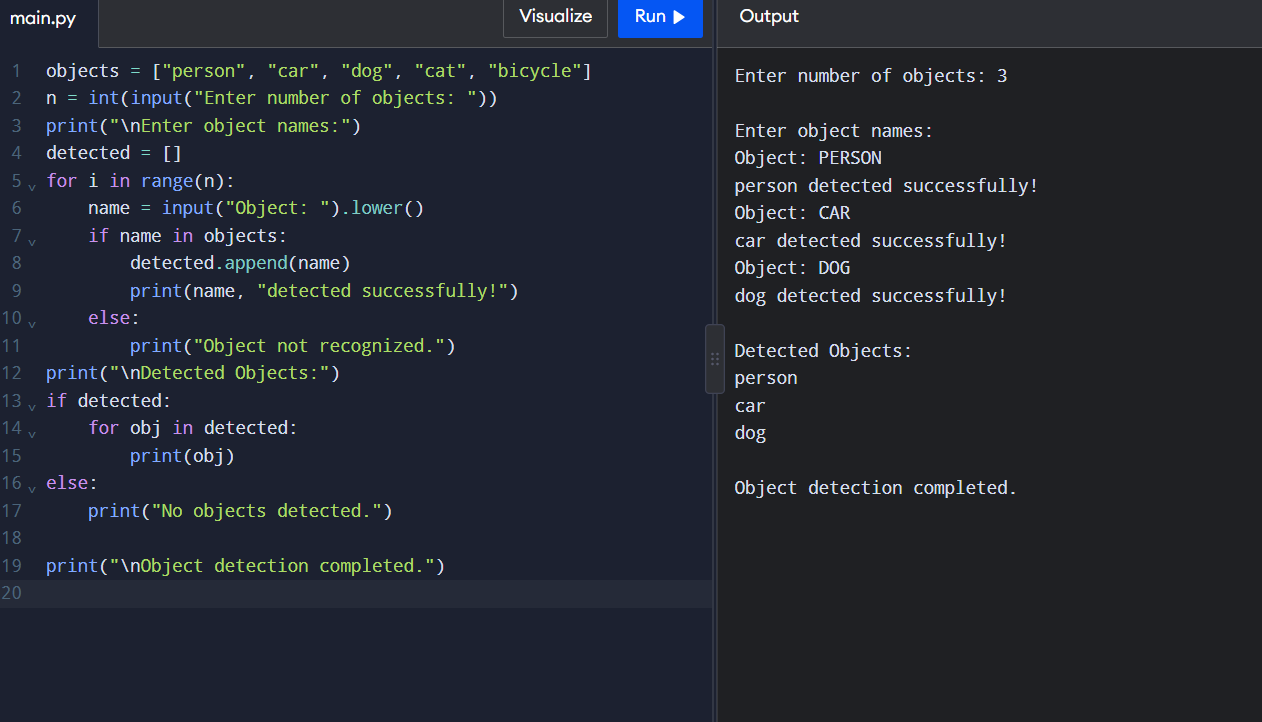 main.py
Visualize
Run
1 objects = ["person", "car", "dog", "cat", "bicycle"]
2 n = int(input("Enter number of objects: "))
3 print("\nEnter object names:")
4 detected = []
5 for i in range(n):
6     name = input("Object: ").lower()
7     if name in objects:
8         detected.append(name)
9         print(name, "detected successfully!")
10     else:
11         print("Object not recognized.")
12 print("\nDetected Objects:")
13 if detected:
14     for obj in detected:
15         print(obj)
16 else:
17     print("No objects detected.")
18
19 print("\nObject detection completed.")
20
Output
Enter number of objects: 3

Enter object names:
Object: PERSON
person detected successfully!
Object: CAR
car detected successfully!
Object: DOG
dog detected successfully!

Detected Objects:
person
car
dog

Object detection completed.